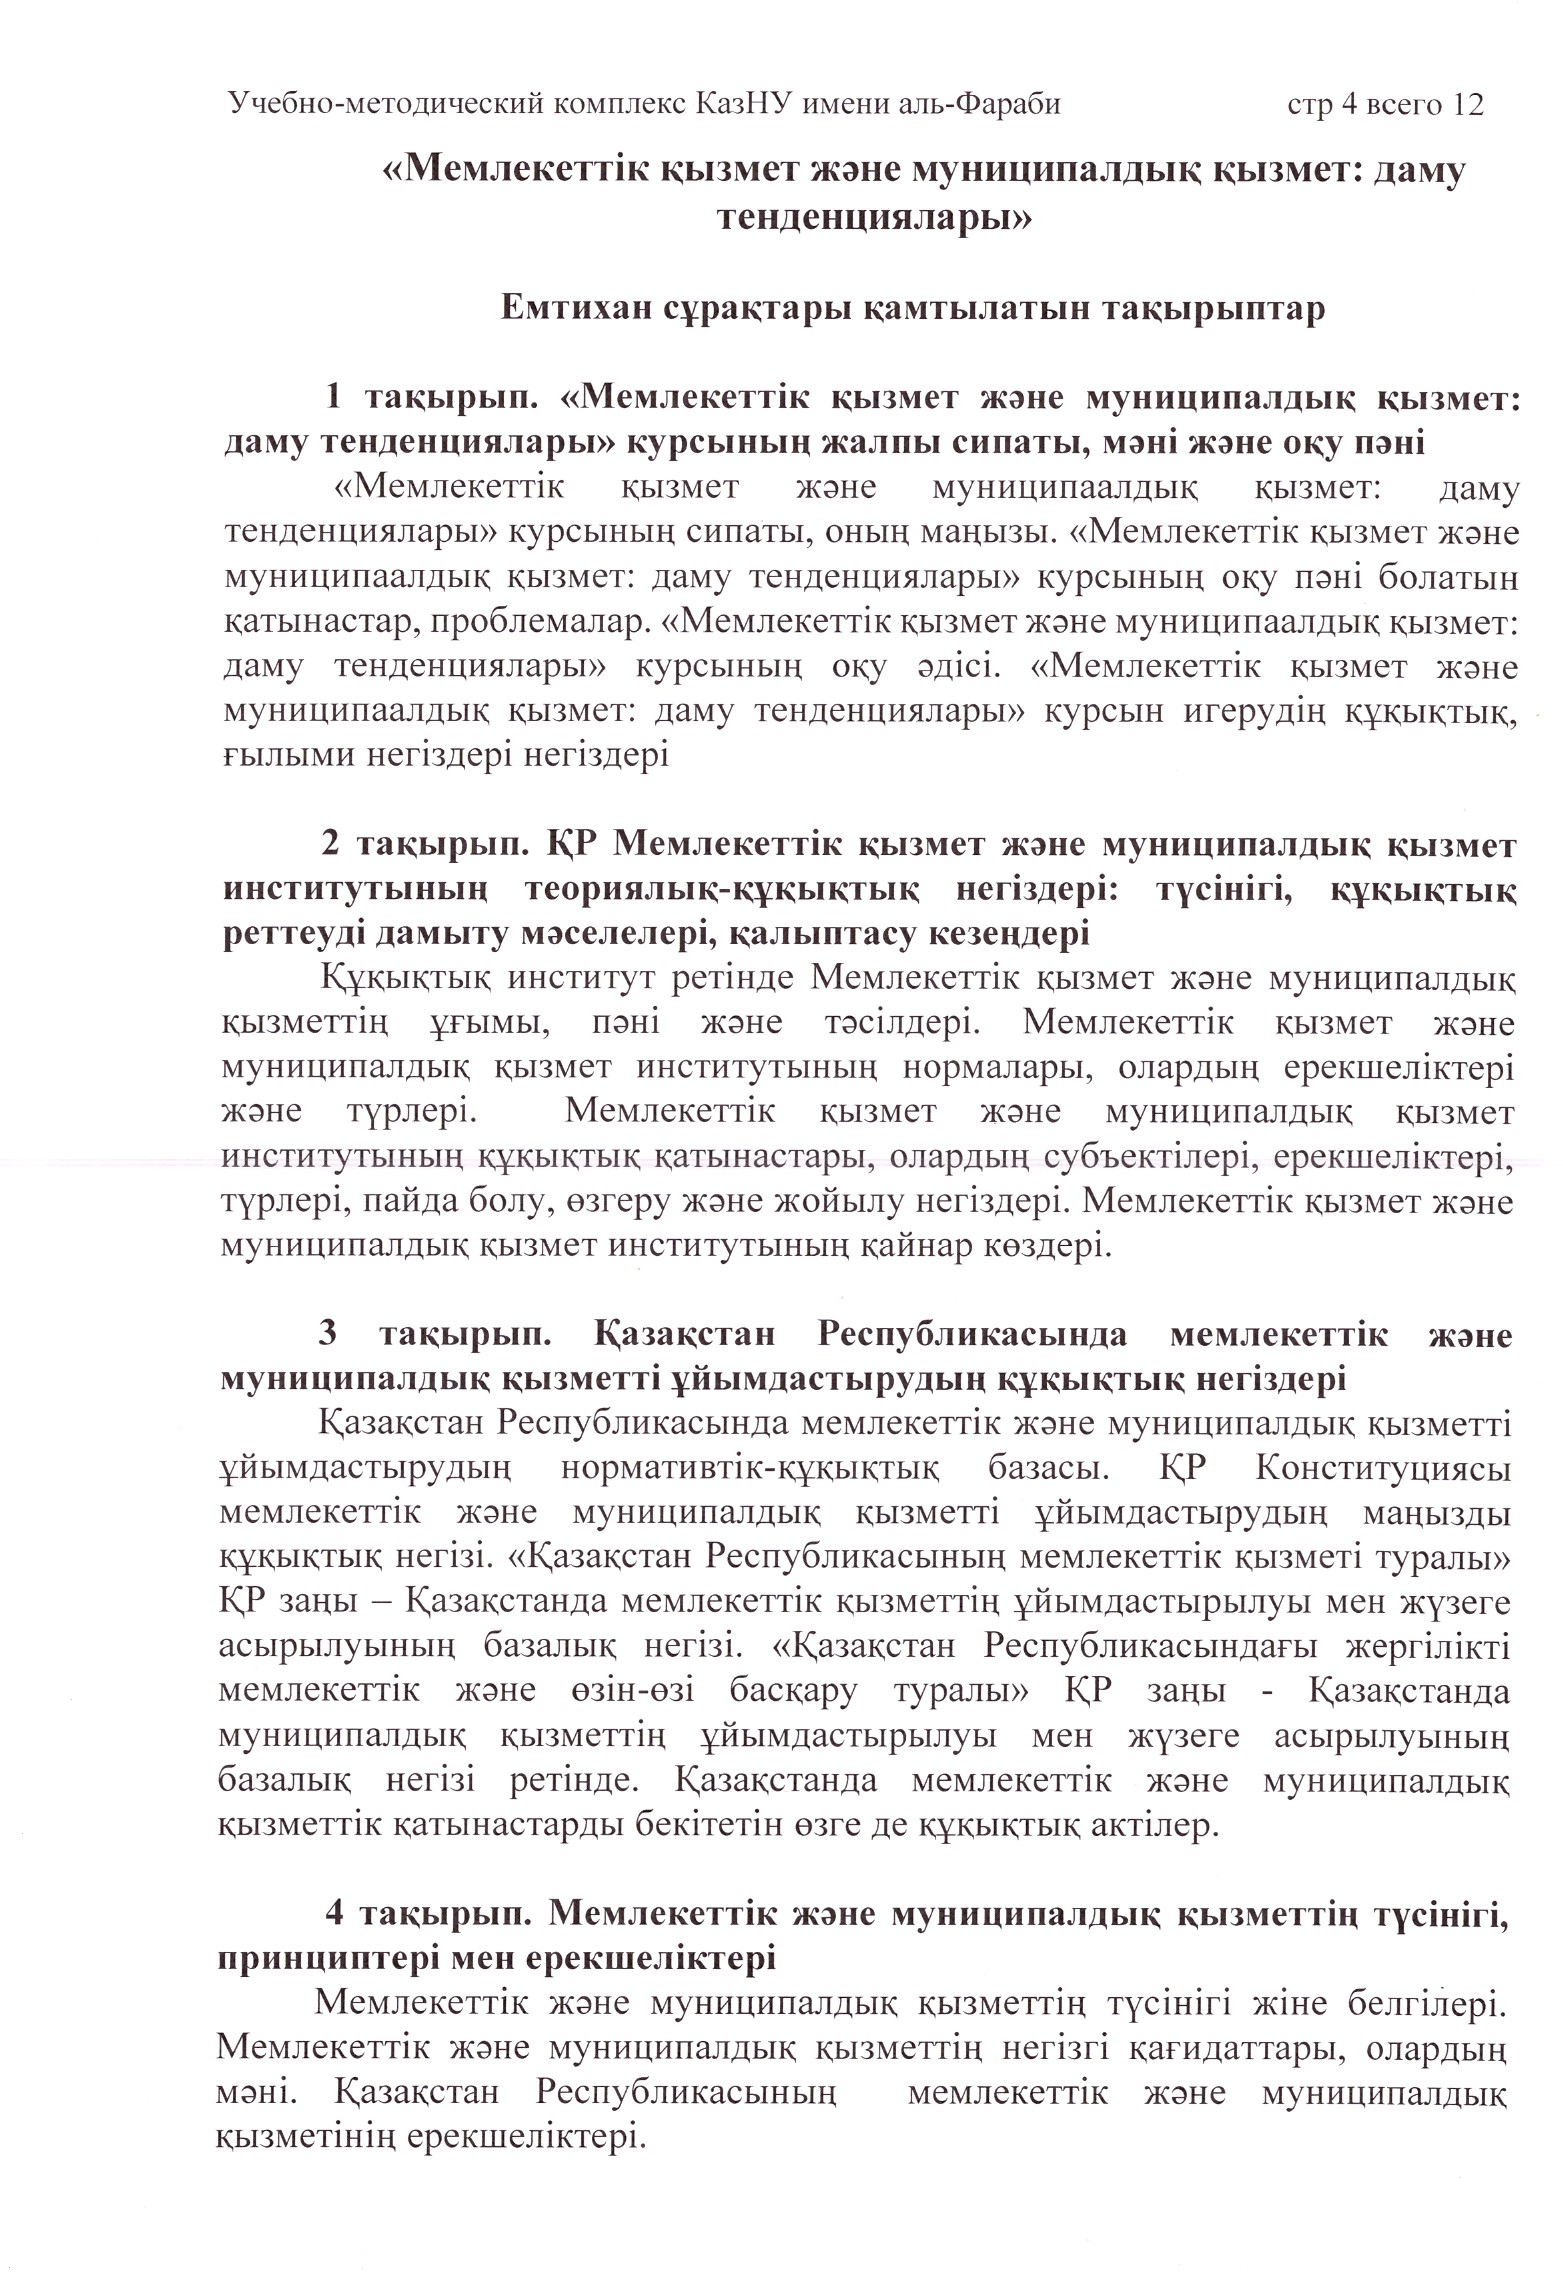 Учебно-методический комплекс КазНУ имени аль-Фараби стр 4 всего 12
«Мемлекеттік қызмет және муниципалдық қызмет: даму
тенденциялары»
Емтихан сұрақтары қамтылатын тақырыптар
1 тақырып. «Мемлекеттік қызмет және муниципалдық қызмет:
даму тенденциялары» курсының жалпы сипаты, мәні және оқу пәні
«Мемлекеттік қызмет және муниципаалдық қызмет: даму
тенденциялары» курсының сипаты, оның маңызы. «Мемлекеттік қызмет және
муниципаалдық қызмет: даму тенденциялары» курсының оқу пәні болатын
қатынастар, проблемалар. «Мемлекеттік қызмет және муниципаалдық қызмет:
даму тенденциялары» курсының оқу әдісі. «Мемлекеттік қызмет және
муниципаалдық қызмет: даму тенденциялары» курсын игерудің құқықтық,
ғылыми негіздері негіздері
2 тақырып. ҚР Мемлекеттік қызмет және муниципалдық қызмет
институтының теориялық-құқықтық негіздері: түсінігі, құқықтық
реттеуді дамыту мәселелері, қалыптасу кезеңдері
Құқықтық институт ретінде Мемлекеттік қызмет және муниципалдық
қызметтің ұғымы, пәні және тәсілдері. Мемлекеттік қызмет және
муниципалдық қызмет институтының нормалары, олардың ерекшеліктері
және түрлері. Мемлекеттік қызмет және муниципалдық қызмет
институтының құқықтық қатынастары, олардың субъектілері, ерекшеліктері,
түрлері, пайда болу, өзгеру және жойылу негіздері. Мемлекеттік қызмет және
муниципалдық қызмет институтының қайнар көздері.
3 тақырып. Қазақстан Республикасында мемлекеттік және
муниципалдық қызметті ұйымдастырудың құқықтық негіздері
Қазақстан Республикасында мемлекеттік және муниципалдық қызметті
ұйымдастырудың нормативтік-құқықтық базасы. ҚР Конституциясы
мемлекеттік және муниципалдық қызметті ұйымдастырудың маңызды
құқықтық негізі. «Қазақстан Республикасының мемлекеттік қызметі туралы»
ҚР заңы – Қазақстанда мемлекеттік қызметтің ұйымдастырылуы мен жүзеге
асырылуының базалық негізі. «Қазақстан Республикасындағы жергілікті
мемлекеттік және өзін-өзі басқару туралы» ҚР заңы - Қазақстанда
муниципалдық қызметтің ұйымдастырылуы мен жүзеге асырылуының
базалық негізі ретінде. Қазақстанда мемлекеттік және муниципалдық
қызметтік қатынастарды бекітетін өзге де құқықтық актілер.
4 тақырып. Мемлекеттік және муниципалдық қызметтің түсінігі,
принциптері мен ерекшеліктері
Мемлекеттік және муниципалдық қызметтің түсінігі жіне белгілері.
Мемлекеттік және муниципалдық қызметтің негізгі қағидаттары, олардың
мәні. Қазақстан Республикасының мемлекеттік және муниципалдық
қызметінің ерекшеліктері.